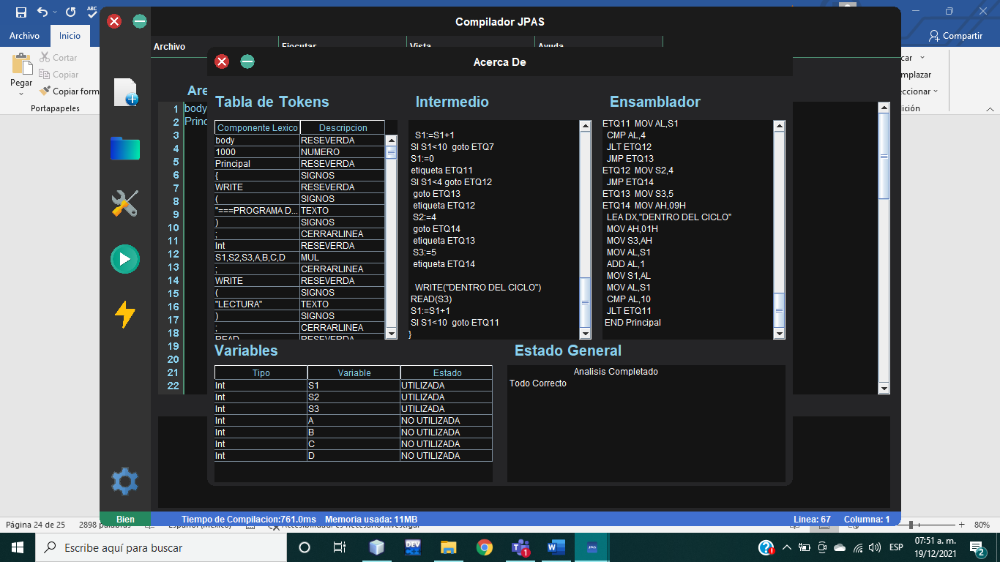 ABC
Archivo
Inicio
Compartir
Cortar
Copiar
Copiar form
Pegar
Portapapeles
car
mplazar
eccionar
dición
Compilador JPAS
Archivo
Ejecutar
Vista
Ayuda
Acerca De
Are
1 body
2 Princ
3
4
5
6
7
8
9
10
11
12
13
14
15
16
17
18
19
20
21
22
Tabla de Tokens
Componente Lexico Descripcion
body RESEVERDA
1000 NUMERO
Principal RESEVERDA
{ SIGNOS
WRITE RESEVERDA
( SIGNOS
"===PROGRAMA D... TEXTO
) SIGNOS
; CERRARLINEA
Int RESEVERDA
S1,S2,S3,A,B,C,D MUL
; CERRARLINEA
WRITE RESEVERDA
( SIGNOS
"LECTURA" TEXTO
) SIGNOS
; CERRARLINEA
READ RESEVERDA
Intermedio
S1:=S1+1
SI S1<10 goto ETQ7
S1:=0
etiqueta ETQ11
SI S1<4 goto ETQ12
goto ETQ13
etiqueta ETQ12
S2:=4
goto ETQ14
etiqueta ETQ13
S3:=5
etiqueta ETQ14
WRITE("DENTRO DEL CICLO")
READ(S3)
S1:=S1+1
SI S1<10 goto ETQ11
}
Ensamblador
ETQ11 MOV AL,S1
CMP AL,4
JLT ETQ12
JMP ETQ13
ETQ12 MOV S2,4
JMP ETQ14
ETQ13 MOV S3,5
ETQ14 MOV AH,09H
LEA DX,"DENTRO DEL CICLO"
MOV AH,01H
MOV S3,AH
MOV AL,S1
ADD AL,1
MOV S1,AL
MOV AL,S1
CMP AL,10
JLT ETQ11
END Principal
Variables
Tipo Variable Estado
Int S1 UTILIZADA
Int S2 UTILIZADA
Int S3 UTILIZADA
Int A NO UTILIZADA
Int B NO UTILIZADA
Int C NO UTILIZADA
Int D NO UTILIZADA
Estado General
Analisis Completado
Todo Correcto
Bien
Tiempo de Compilacion:761.0ms Memoria usada: 11MB
Linea: 67 Columna: 1
Página 24 de 25 2898 palabras Español (México) Accesibilidad: es necesario investigar
80%
Escribe aquí para buscar
DEV
1
JNS
ESP
07:51 a. m.
19/12/2021
2